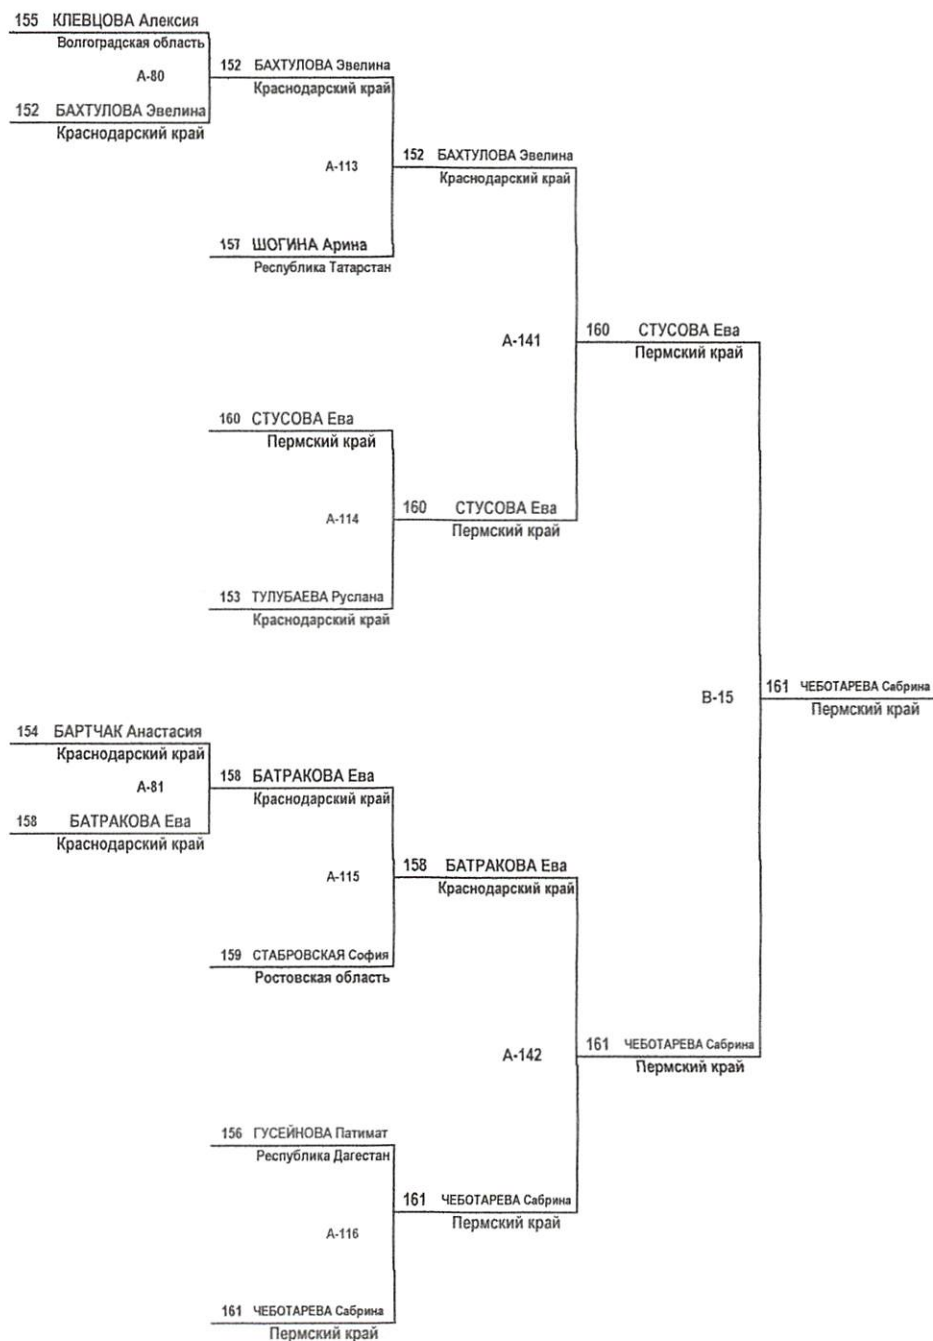 155 КЛЕВЦОВА Алексия
Волгоградская область
А-80
152 БАХТУЛОВА Эвелина
Краснодарский край
152 БАХТУЛОВА Эвелина
Краснодарский край
А-113
152 БАХТУЛОВА Эвелина
Краснодарский край
157 ШОГИНА Арина
Республика Татарстан
А-141
160 СТУСОВА Ева
Пермский край
160 СТУСОВА Ева
Пермский край
А-114
160 СТУСОВА Ева
Пермский край
153 ТУЛУБАЕВА Руслана
Краснодарский край
В-15
161 ЧЕБОТАРЕВА Сабрина
Пермский край
154 БАРТЧАК Анастасия
Краснодарский край
А-81
158 БАТРАКОВА Ева
Краснодарский край
158 БАТРАКОВА Ева
Краснодарский край
А-115
158 БАТРАКОВА Ева
Краснодарский край
159 СТАБРОВСКАЯ София
Ростовская область
А-142
161 ЧЕБОТАРЕВА Сабрина
Пермский край
156 ГУСЕЙНОВА Патимат
Республика Дагестан
161 ЧЕБОТАРЕВА Сабрина
Пермский край
А-116
161 ЧЕБОТАРЕВА Сабрина
Пермский край